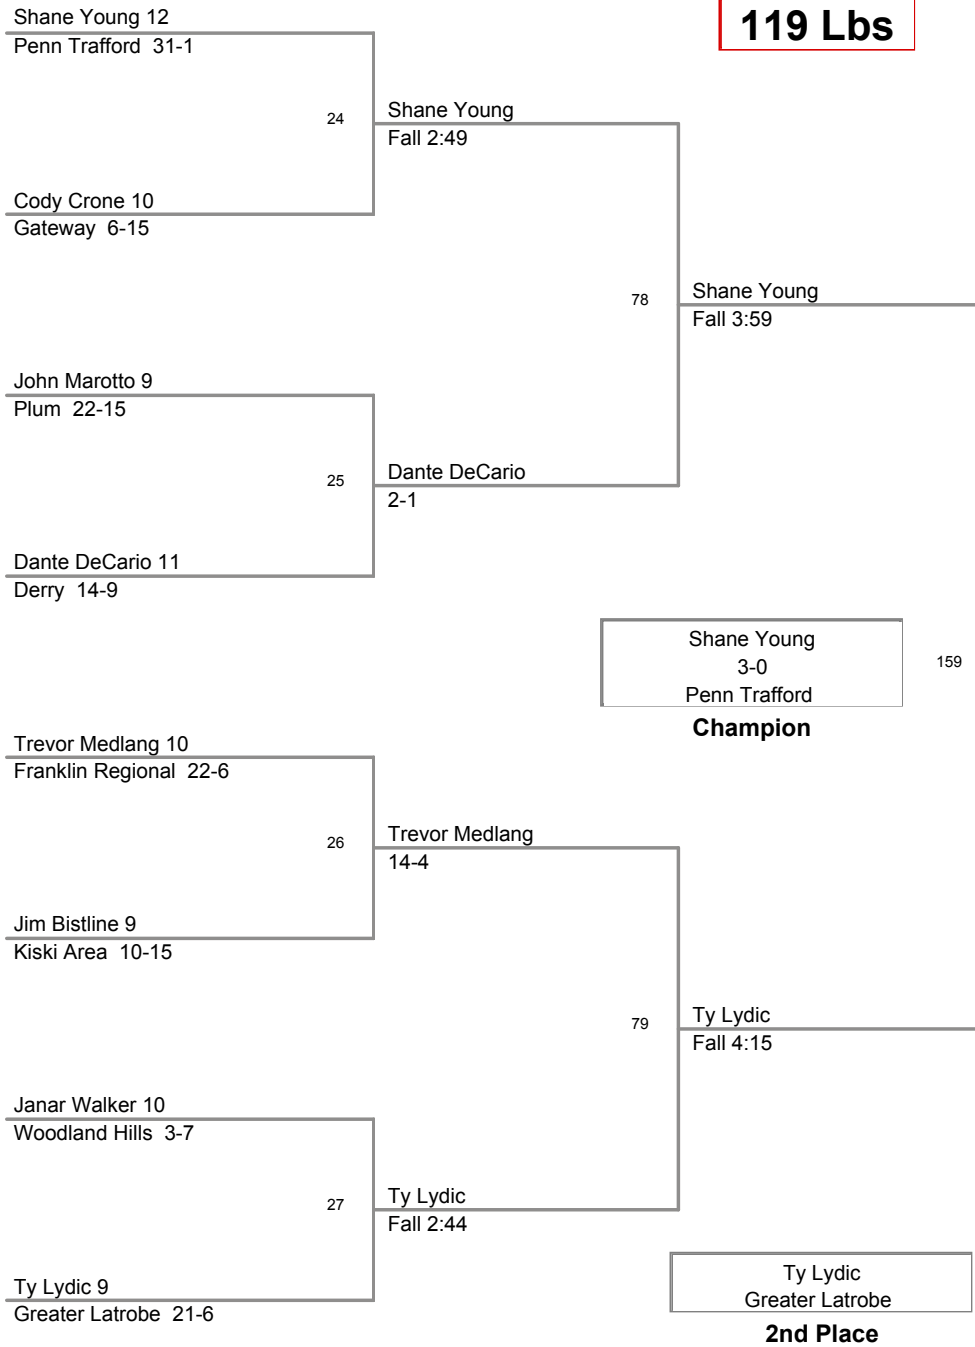 Shane Young 12
119 Lbs
Penn Trafford 31-1
24
Shane Young
Fall 2:49
Cody Crone 10
Gateway 6-15
78
Shane Young
Fall 3:59
John Marotto 9
Plum 22-15
25
Dante DeCario
2-1
Dante DeCario 11
Derry 14-9
Shane Young
3-0
Penn Trafford
159
Champion
Trevor Medlang 10
Franklin Regional 22-6
26
Trevor Medlang
14-4
Jim Bistline 9
Kiski Area 10-15
79
Ty Lydic
Fall 4:15
Janar Walker 10
Woodland Hills 3-7
27
Ty Lydic
Fall 2:44
Ty Lydic 9
Greater Latrobe 21-6
Ty Lydic
Greater Latrobe
2nd Place